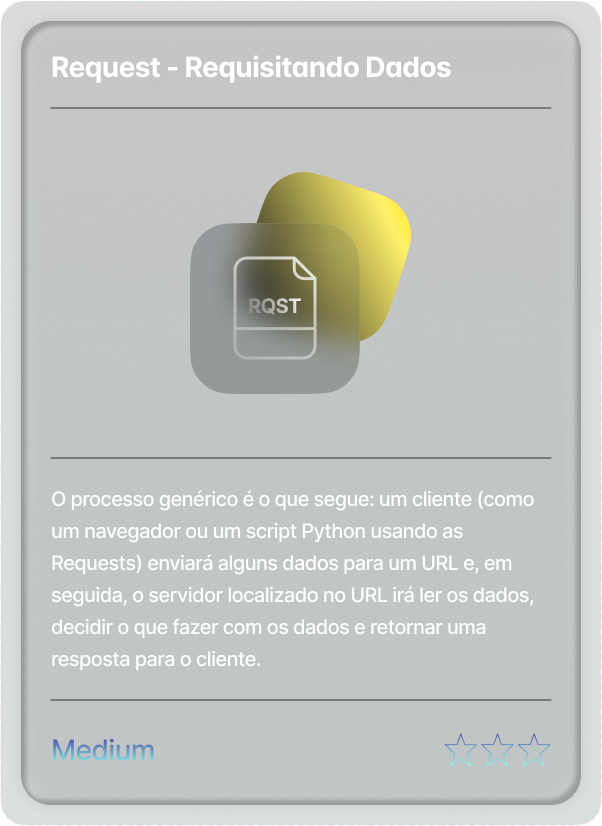 Request - Requisitando Dados
RQST
O processo genérico é o que segue: um cliente (como
um navegador ou um script Python usando as
Requests) enviará alguns dados para um URL e, em
seguida, o servidor localizado no URL irá ler os dados,
decidir o que fazer com os dados e retornar uma
resposta para o cliente.
Medium